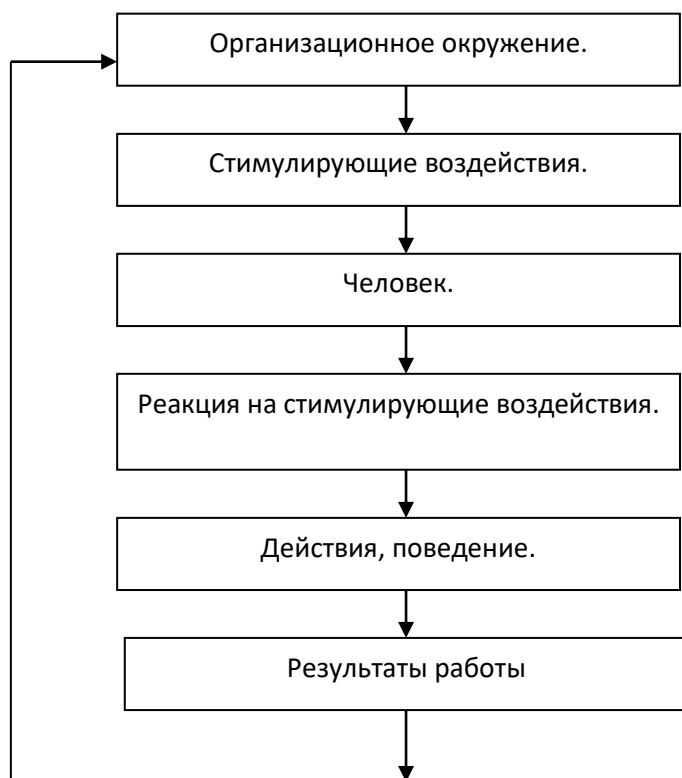 Организационное окружение.
Стимулирующие воздействия.
Человек.
Реакция на стимулирующие воздействия.
Действия, поведение.
Результаты работы